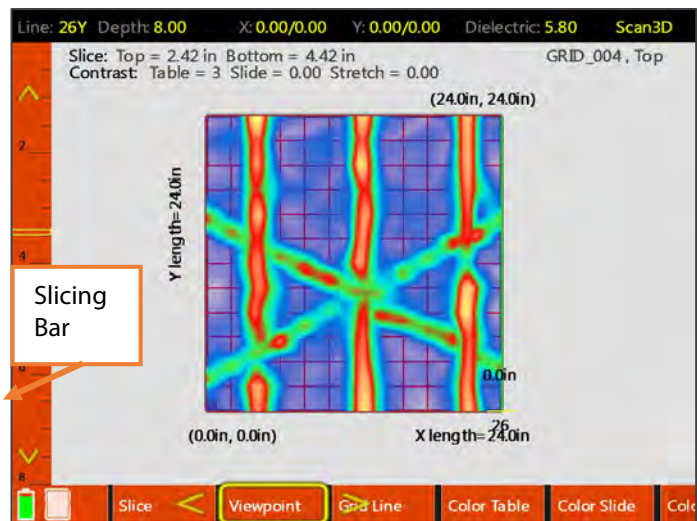 Line: 26Y Depth: 8.00 X: 0.00/0.00 Y: 0.00/0.00 Dielectric: 5.80 Scan3D
Slice: Top = 2.42 in Bottom = 4.42 in GRID_004 , Top
Contrast: Table = 3 Slide = 0.00 Stretch = 0.00
(24.0in, 24.0in)
2
Y length= 24.0in
4
Slicing
Bar
6
0.0in
26
(0.0in, 0.0in) X length= 24.0in
8
Slice < Viewpoint > Grid Line Color Table Color Slide Col